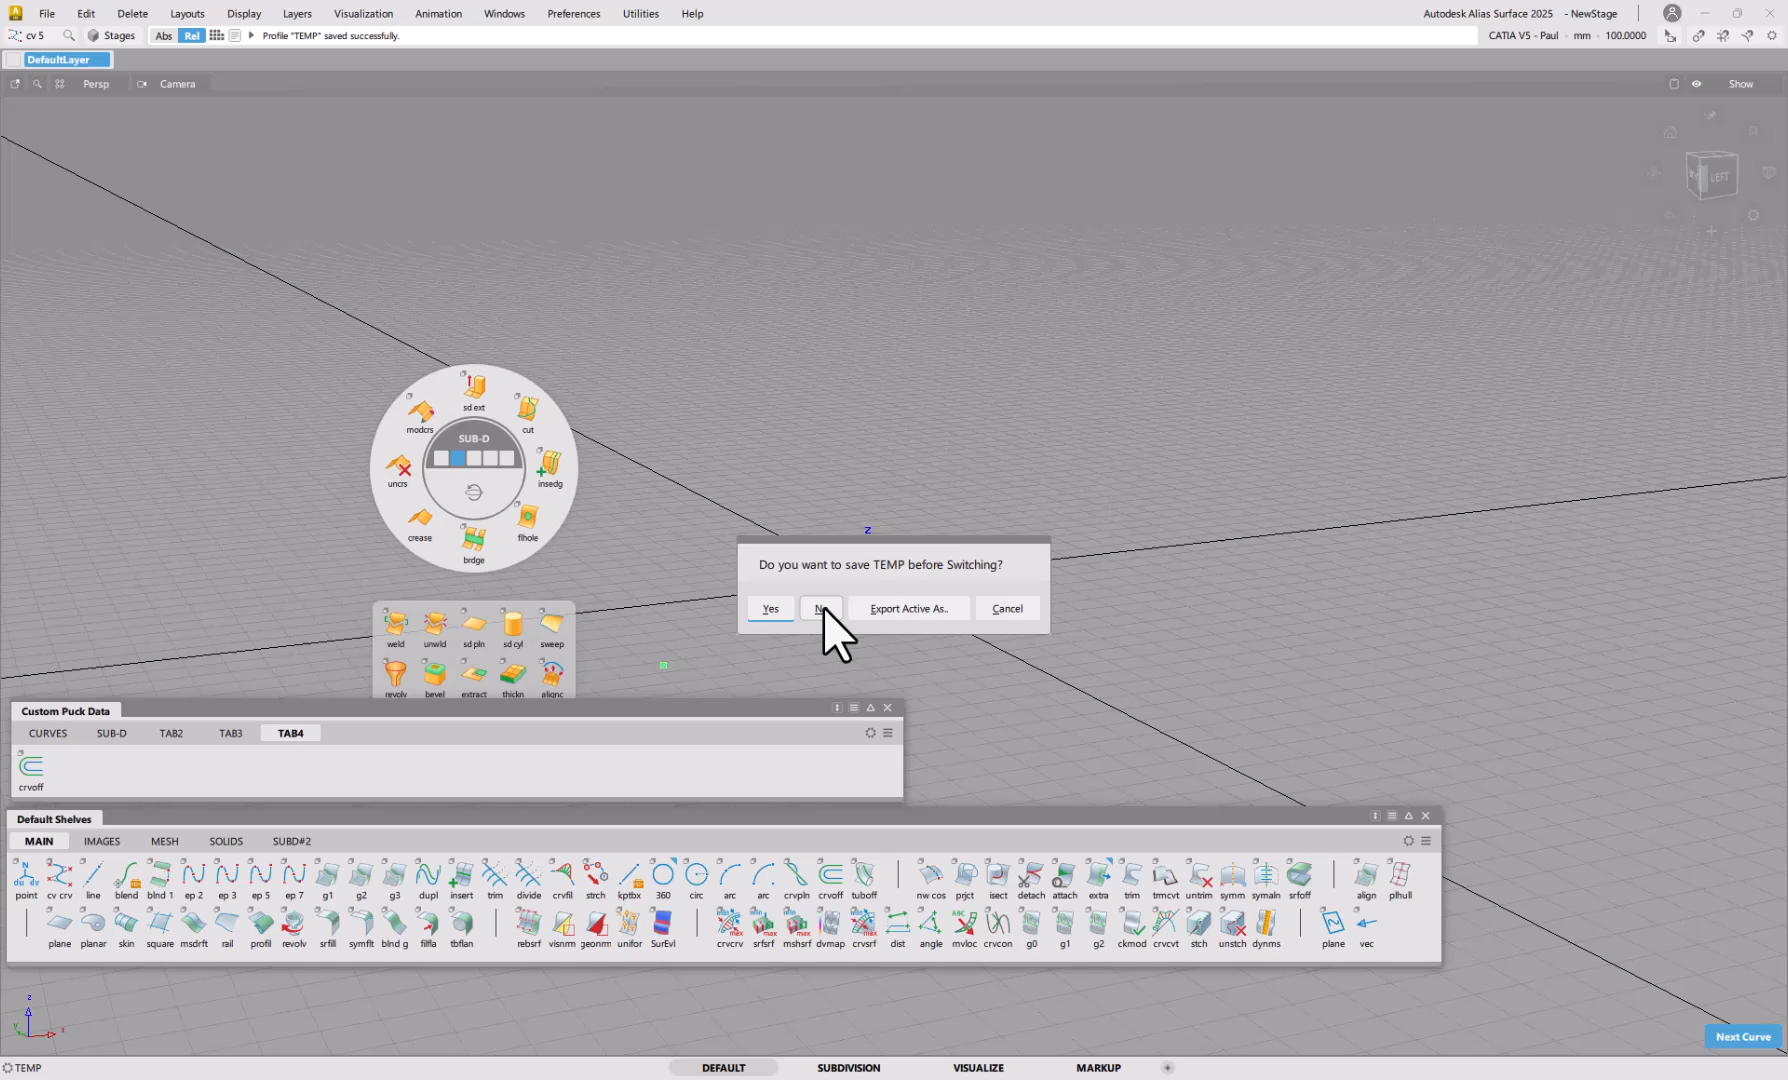 File Edit Delete Layouts Display Layers Visualization Animation Windows Preferences Utilities Help
Autodesk Alias Surface 2025 - NewStage
cv 5 Stages Abs Rel Profile "TEMP" saved successfully.
CATIA V5 - Paul - mm - 100.0000
DefaultLayer
Persp Camera Show
LEFT
sd ext
modcrs cut
SUB-D
uncrs insedg
crease flhole
brdge
Z
Do you want to save TEMP before Switching?
Yes Export Active As.. Cancel
weld unwld sd pln sd cyl sweep
revolv bevel extract thickn alignc
Custom Puck Data
CURVES SUB-D TAB2 TAB3 TAB4
crvoff
Default Shelves
MAIN IMAGES MESH SOLIDS SUBD#2
point cv crv line blend blnd 1 ep 2 ep 3 ep 5 ep 7 g1 g2 g3 dupl insert trim divide crvfil strch kptbx 360 circ arc arc crvpln crvoff tuboff nw cos prjct isect detach attach extra trim trmcvt untrim symm symaln srfoff align plhull
plane planar skin square msdrft rail profil revolv srfill symflt blnd g filfla tbflan rebsrf visnrm geonrm unifor SurEvl crvcrv srfsrf mshsrf dvmap crvsrf dist angle mvloc crvcon g0 g1 g2 ckmod crvcvt stch unstch dynms plane vec
z
y x
Next Curve
TEMP DEFAULT SUBDIVISION VISUALIZE MARKUP +